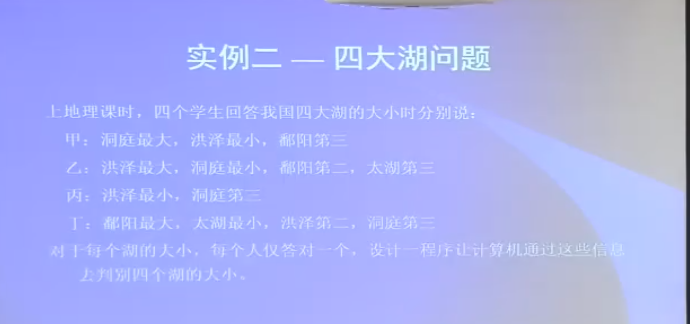 实例二 — 四大湖问题
上地理课时，四个学生回答我国四大湖的大小时分别说：
甲：洞庭最大，洪泽最小，鄱阳第三
乙：洪泽最大，洞庭最小，鄱阳第二，太湖第三
丙：洪泽最小，洞庭第三
丁：鄱阳最大，太湖最小，洪泽第二，洞庭第三
对于每个湖的大小，每个人仅答对一个，设计一程序让计算机通过这些信息
去判别四个湖的大小。